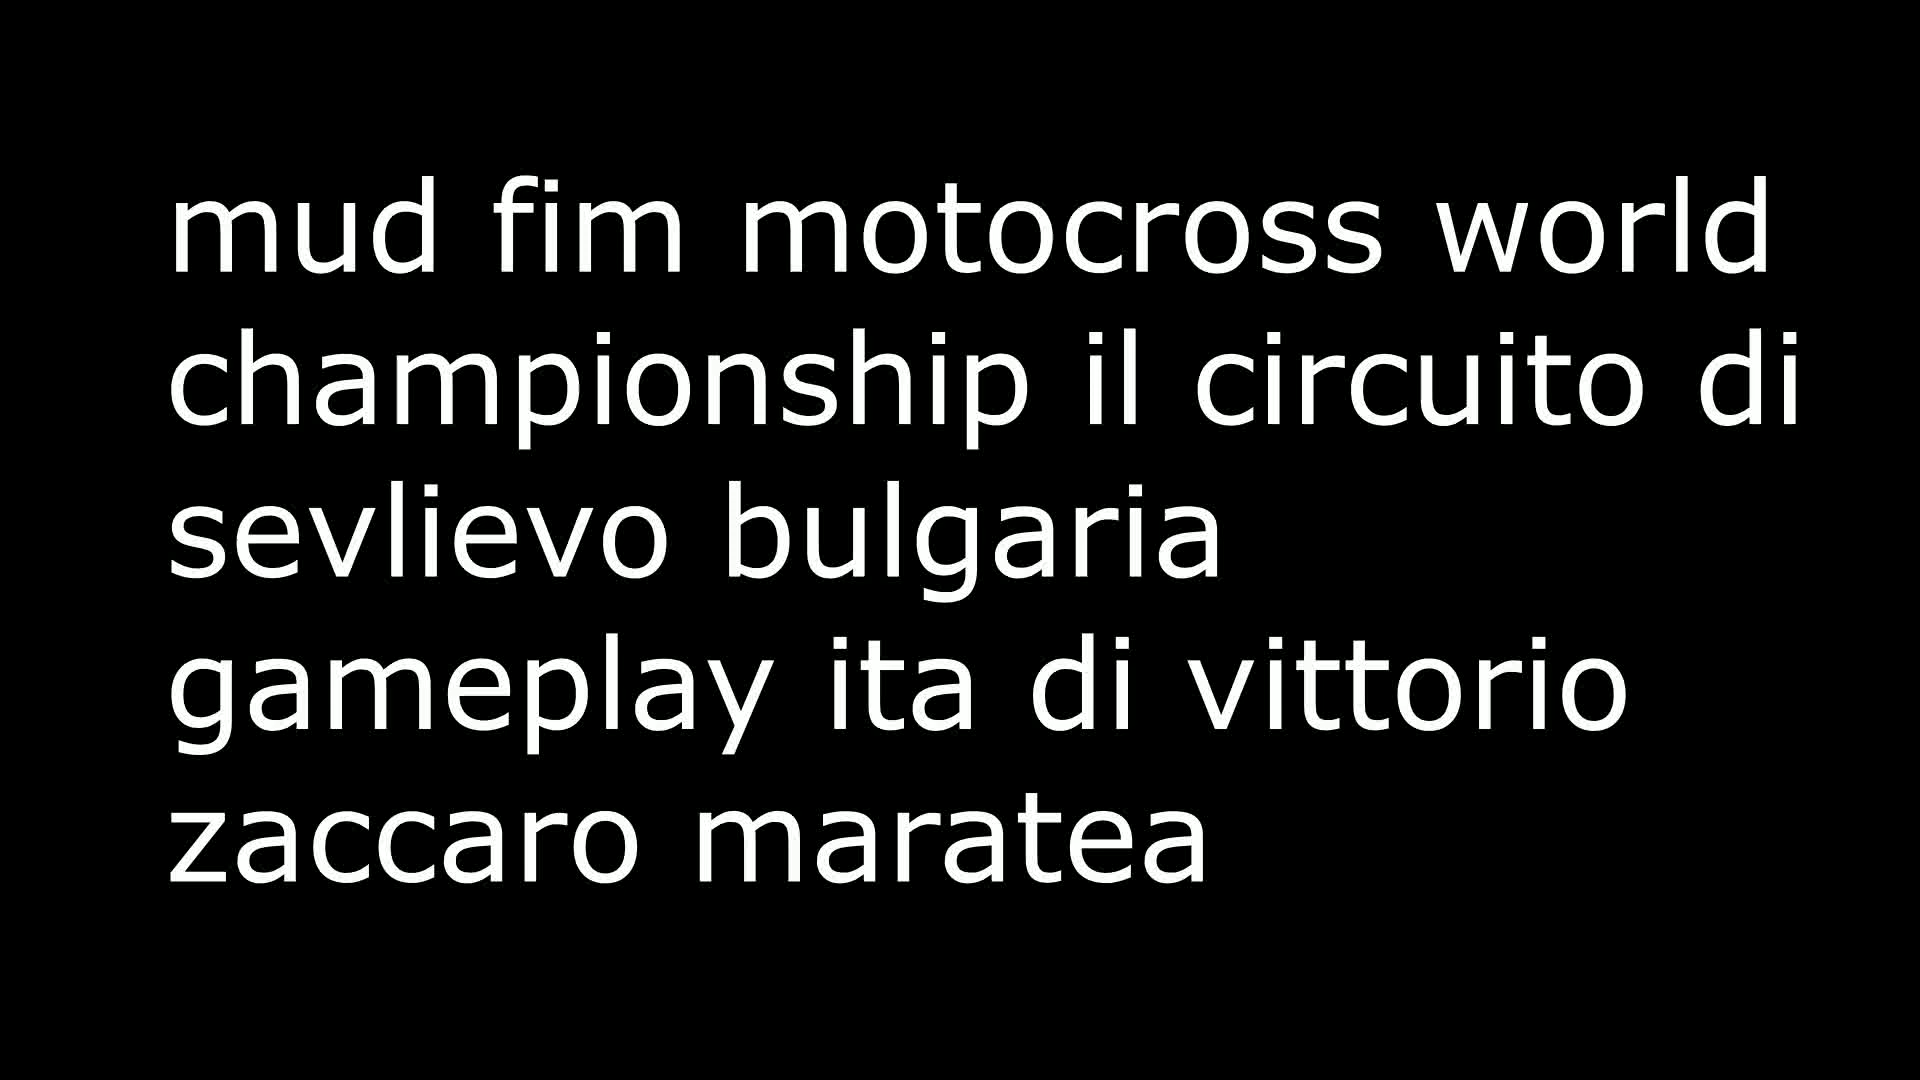 mud fim motocross world
championship il circuito di
sevlievo bulgaria
gameplay ita di vittorio
zaccaro maratea